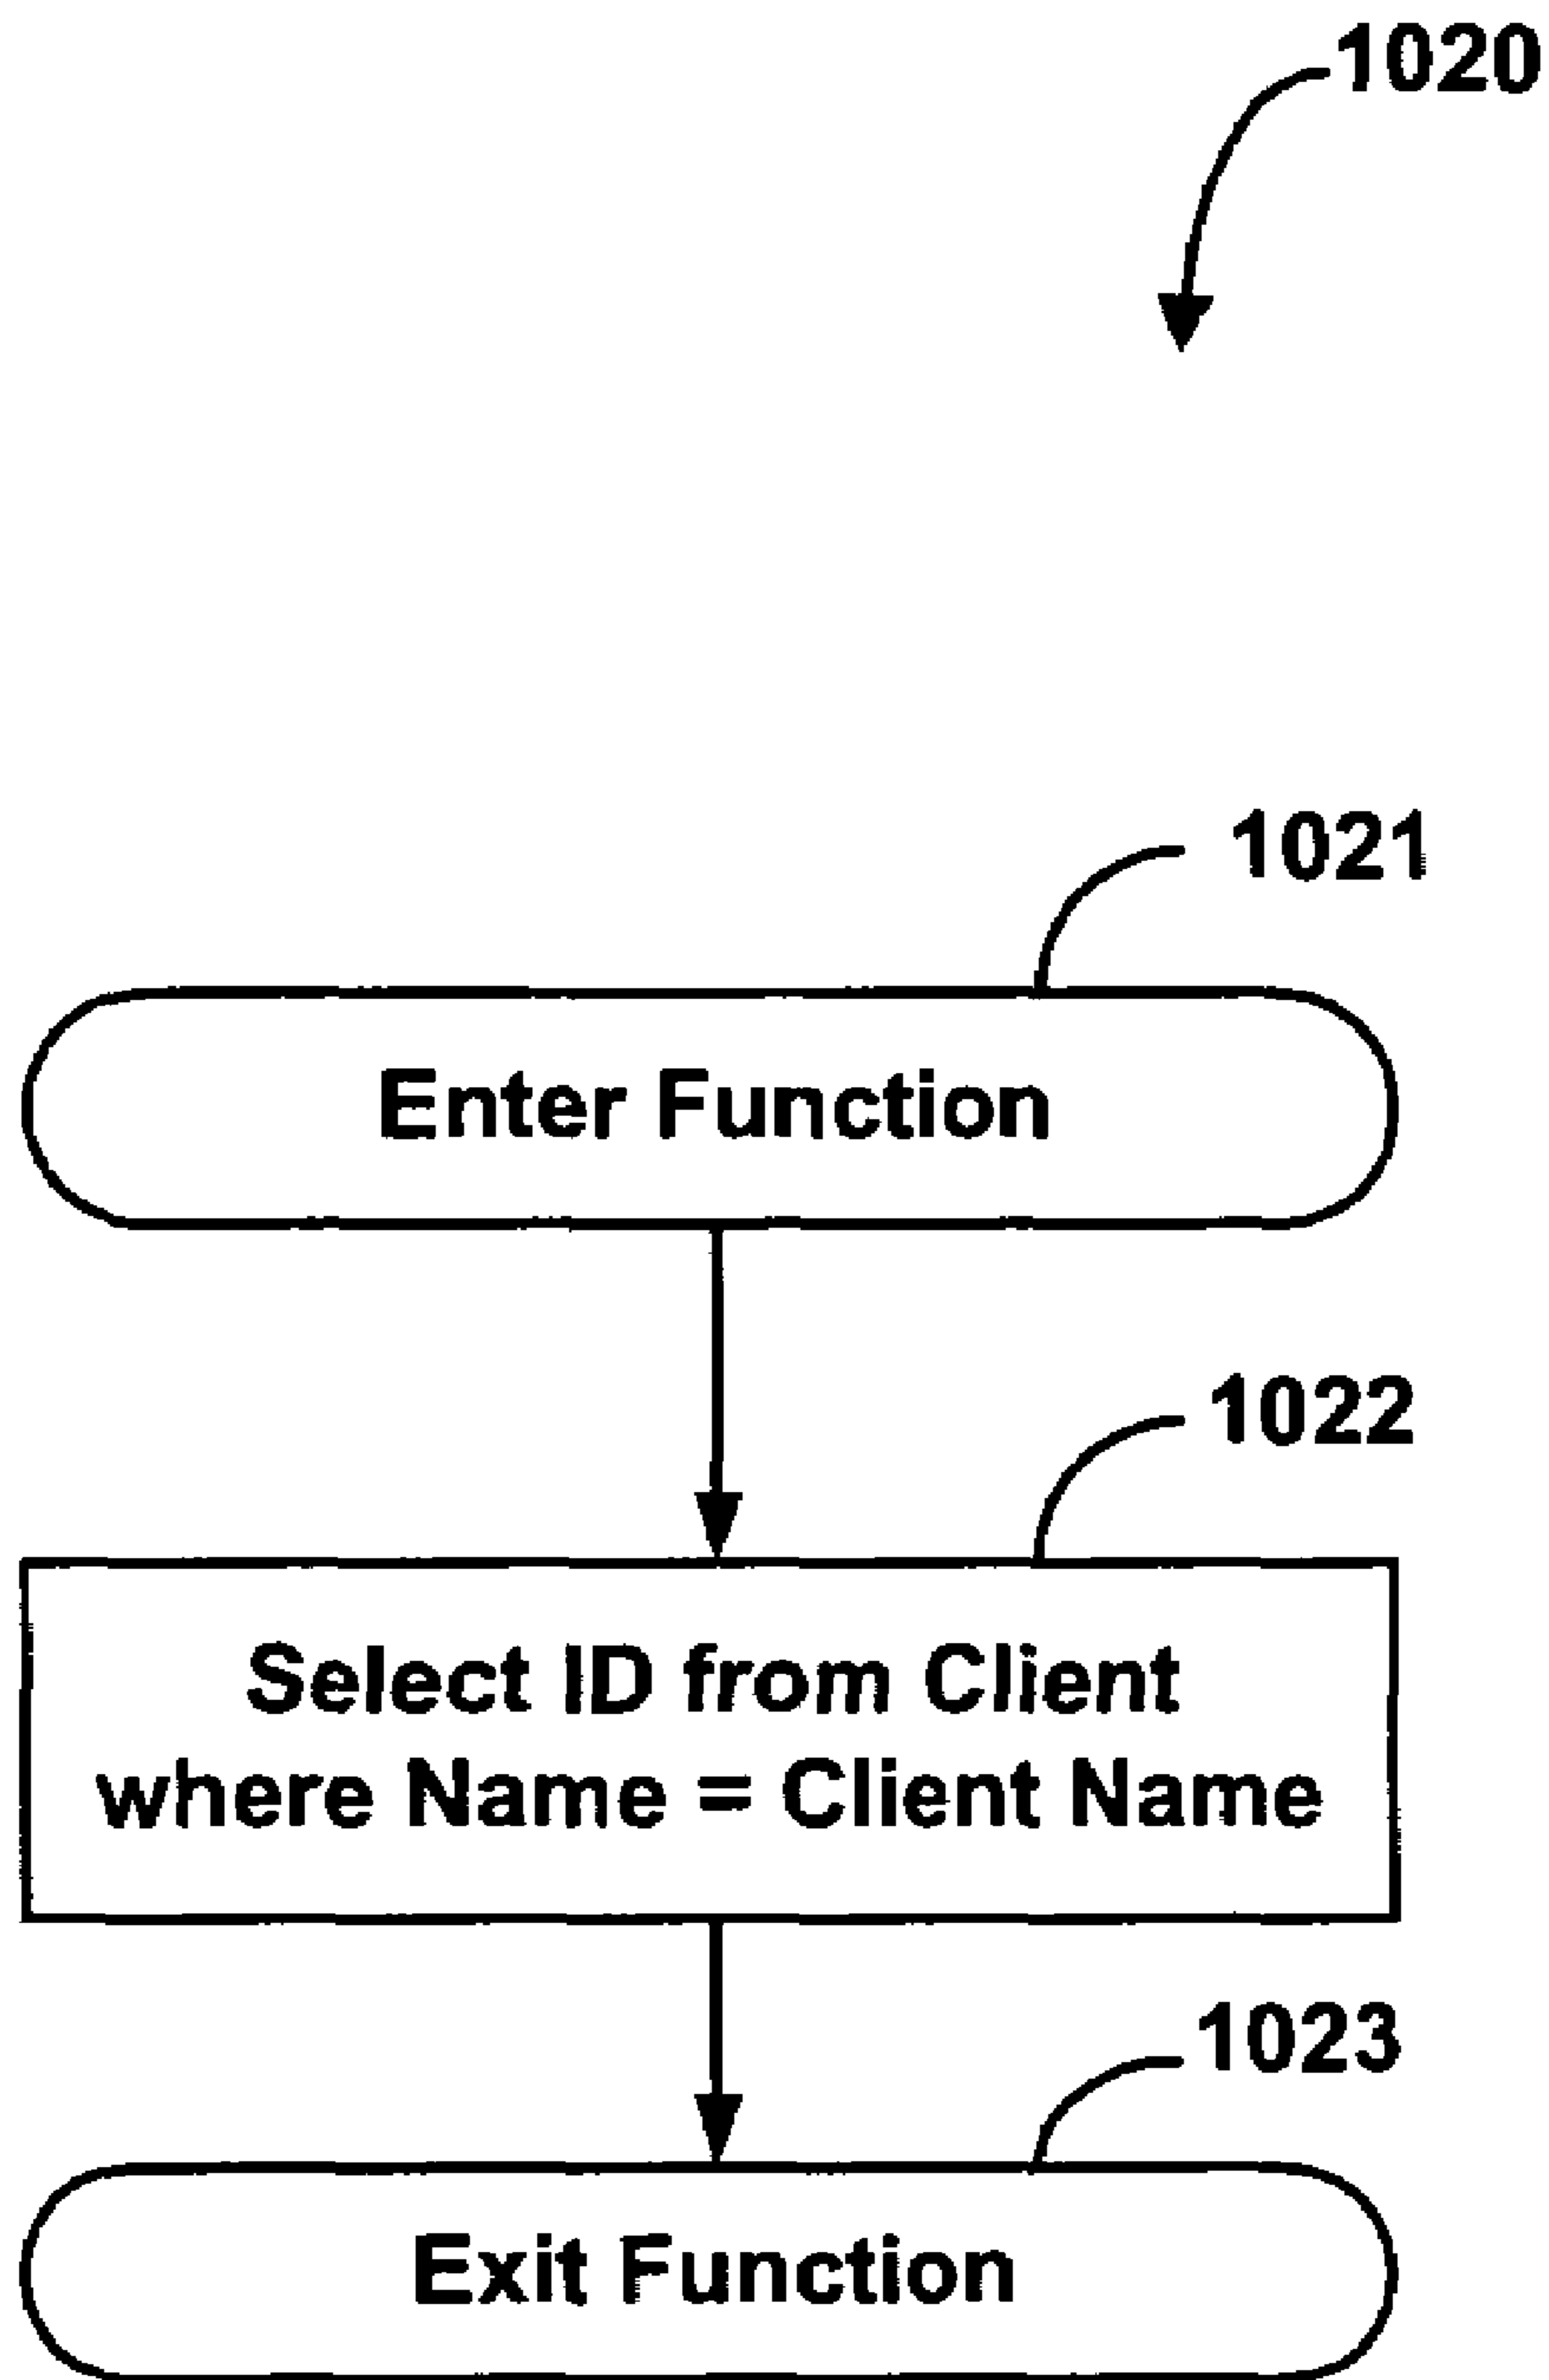 1020
1021
Enter Function
1022
Select ID from Client
where Name = Client Name
1023
Exit Function